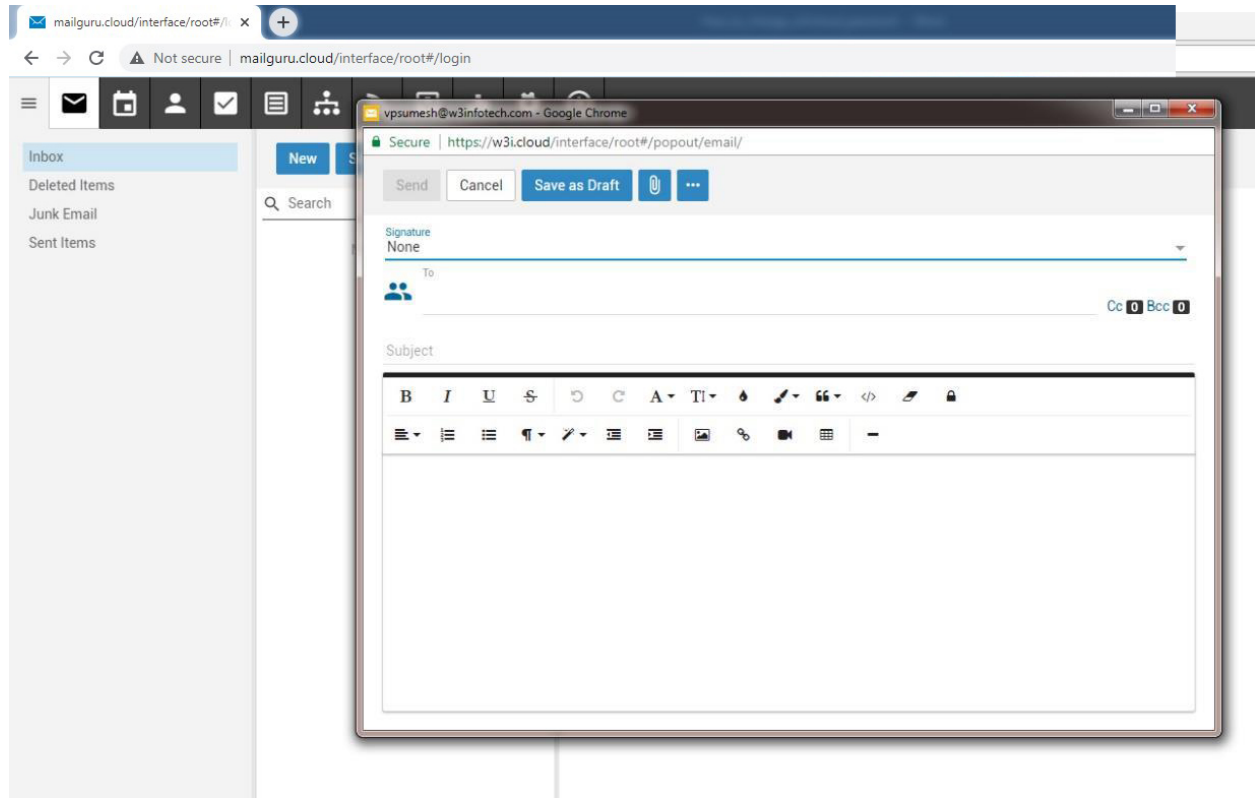 mailguru.cloud/interface/root#/l
Not secure | mailguru.cloud/interface/root#/login
vpsumesh@w3infotech.com - Google Chrome
Secure | https://w3i.cloud/interface/root#/popout/email/
Inbox
Deleted Items
Junk Email
Sent Items
New
Search
Send
Cancel
Save as Draft
Signature
None
To
Cc 0 Bcc 0
Subject
B I U S A TI